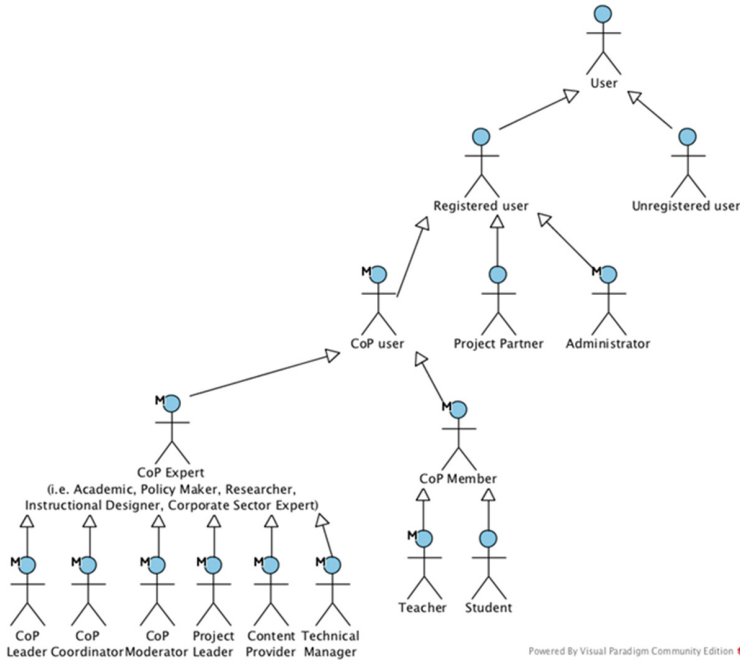 User
Registered user
Unregistered user
M
M
CoP user
Project Partner
Administrator
M
M
CoP Expert
(i.e. Academic, Policy Maker, Researcher,
Instructional Designer, Corporate Sector Expert)
CoP Member
M
M
M
M
M
M
M
Teacher
Student
CoP
Leader
CoP
Coordinator
CoP
Moderator
Project
Leader
Content
Provider
Technical
Manager
Powered By Visual Paradigm Community Edition